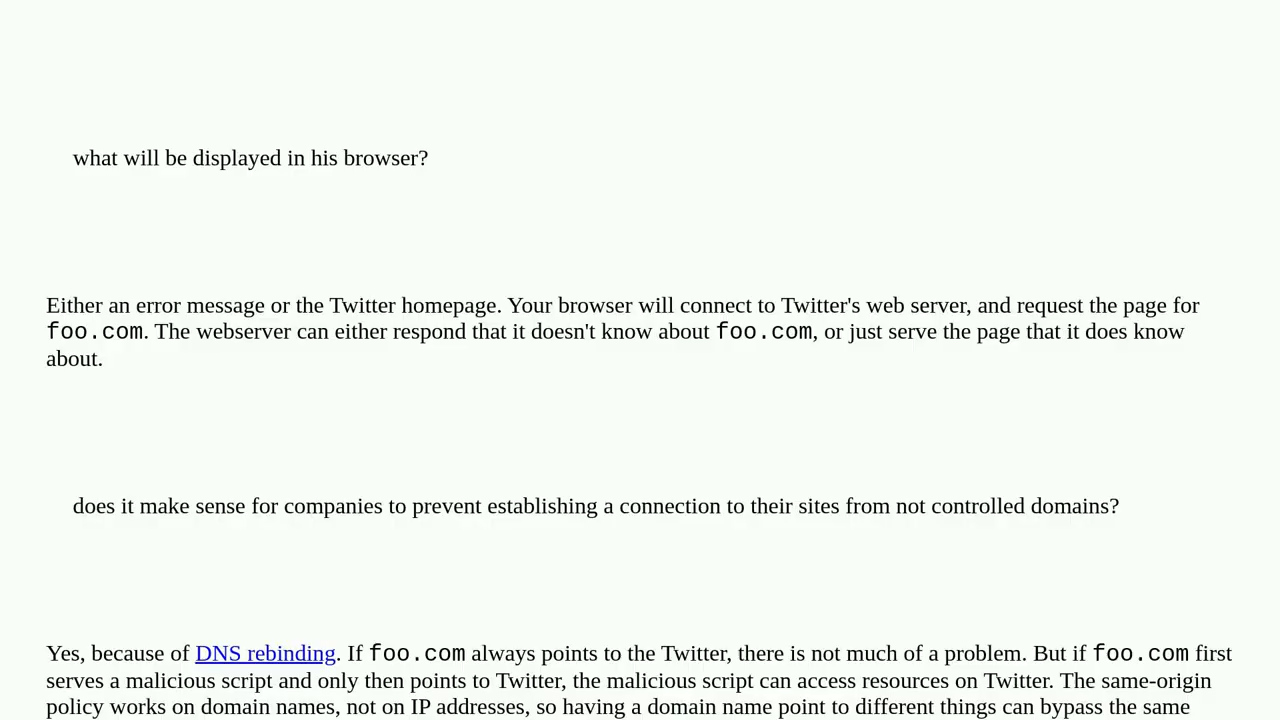 what will be displayed in his browser?
Either an error message or the Twitter homepage. Your browser will connect to Twitter's web server, and request the page for
foo.com. The webserver can either respond that it doesn't know about foo.com, or just serve the page that it does know
about.
does it make sense for companies to prevent establishing a connection to their sites from not controlled domains?
Yes, because of DNS rebinding. If foo.com always points to the Twitter, there is not much of a problem. But if foo.com first
serves a malicious script and only then points to Twitter, the malicious script can access resources on Twitter. The same-origin
policy works on domain names, not on IP addresses, so having a domain name point to different things can bypass the same